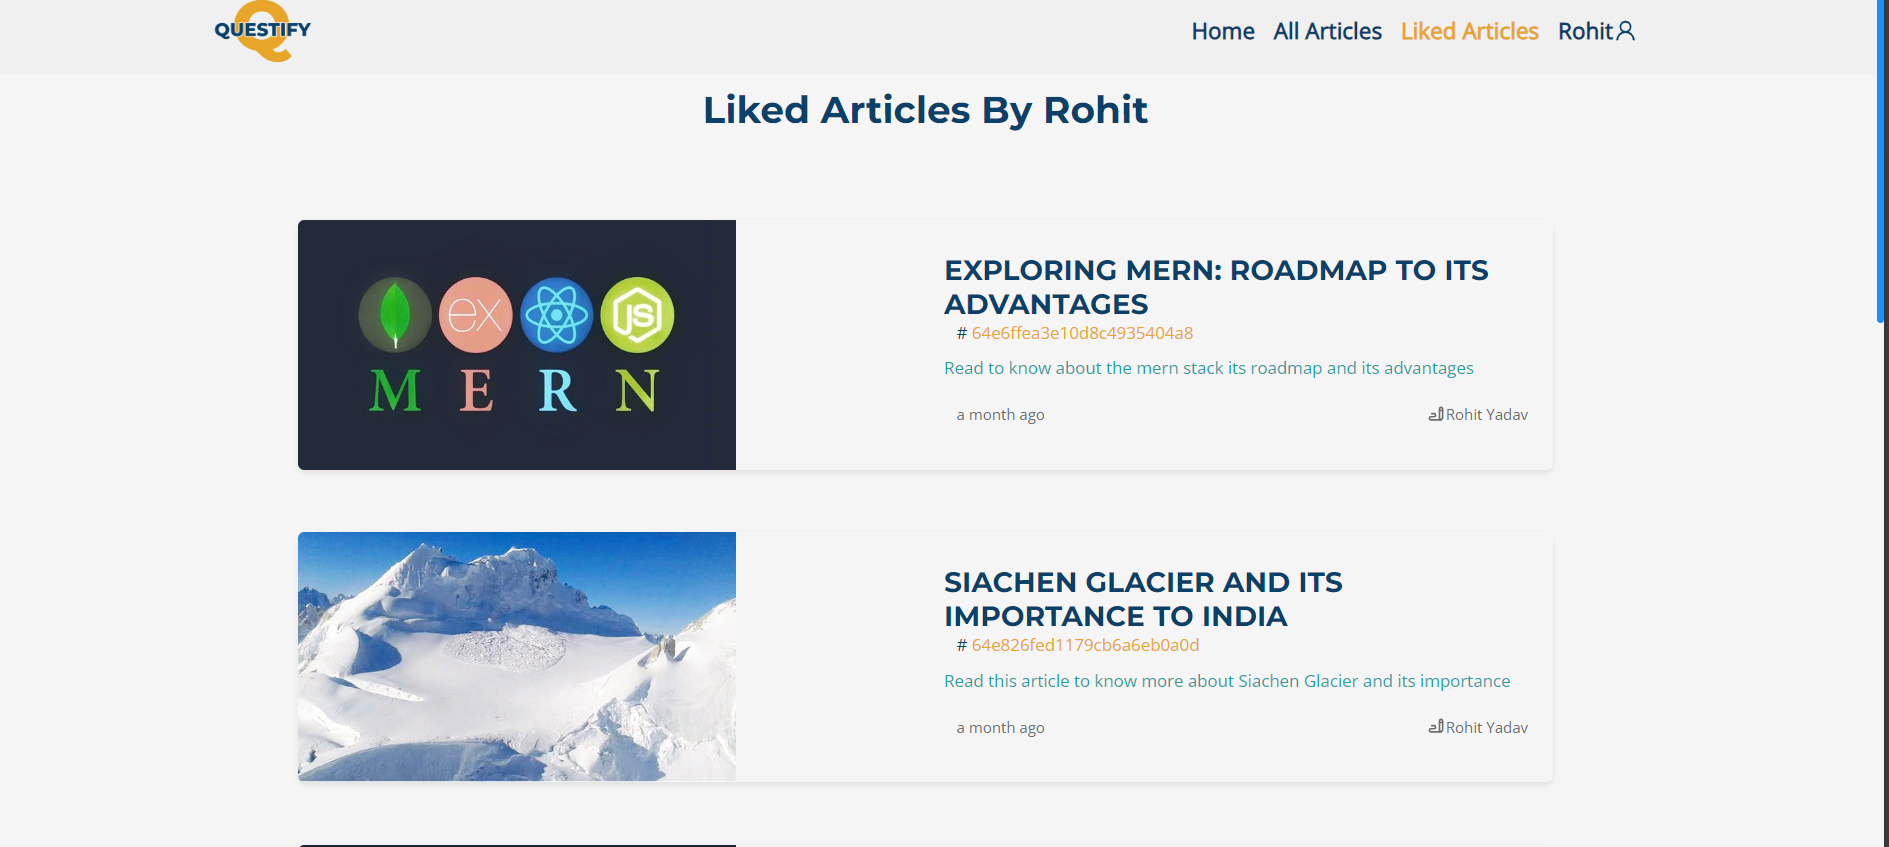 QUESTIFY
Home All Articles Liked Articles Rohit
Liked Articles By Rohit
ex JS
M E R N
EXPLORING MERN: ROADMAP TO ITS
ADVANTAGES
# 64e6ffea3e10d8c4935404a8
Read to know about the mern stack its roadmap and its advantages
a month ago Rohit Yadav
SIACHEN GLACIER AND ITS
IMPORTANCE TO INDIA
# 64e826fed1179cb6a6eb0a0d
Read this article to know more about Siachen Glacier and its importance
a month ago Rohit Yadav